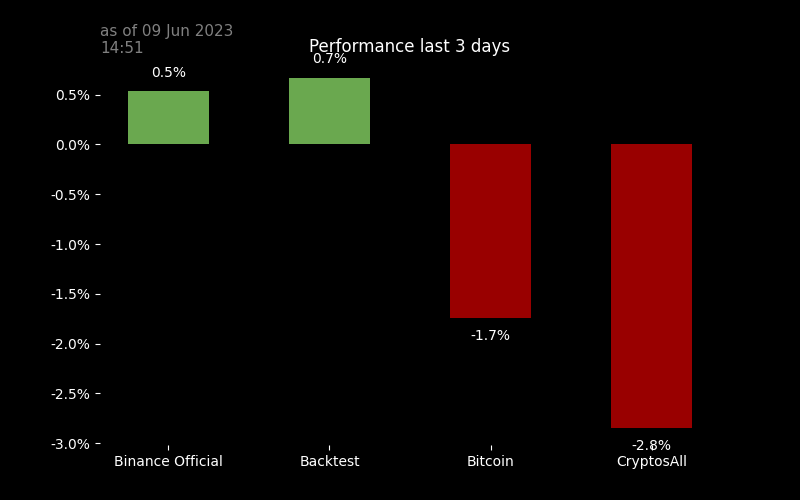 as of 09 Jun 2023
14:51
Performance last 3 days
0.5%
0.7%
0.5%
0.0%
-0.5%
-1.0%
-1.5%
-2.0%
-2.5%
-3.0%
-1.7%
-2.8%
Binance Official
Backtest
Bitcoin
CryptosAll